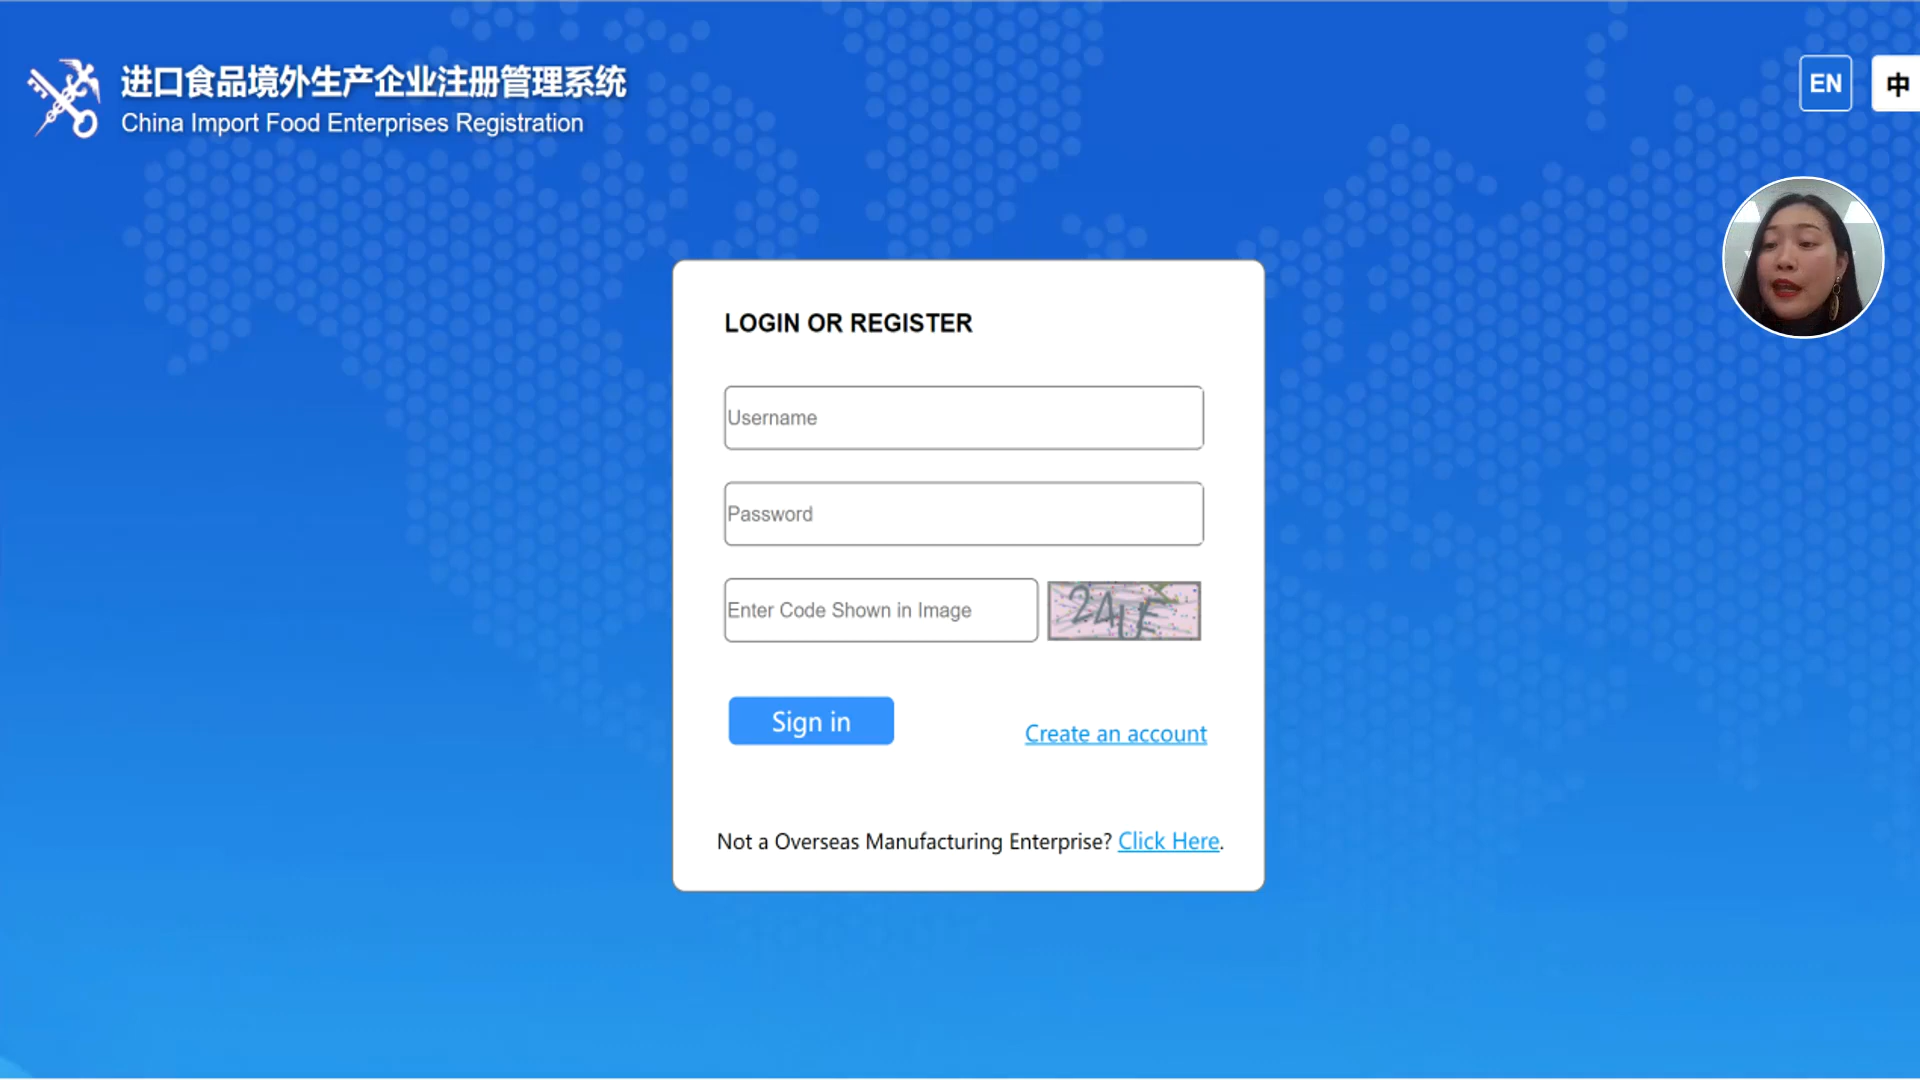 进口食品境外生产企业注册管理系统
China Import Food Enterprises Registration
EN
中
LOGIN OR REGISTER
Username
Password
Enter Code Shown in Image
Sign in
Create an account
Not a Overseas Manufacturing Enterprise? Click Here.